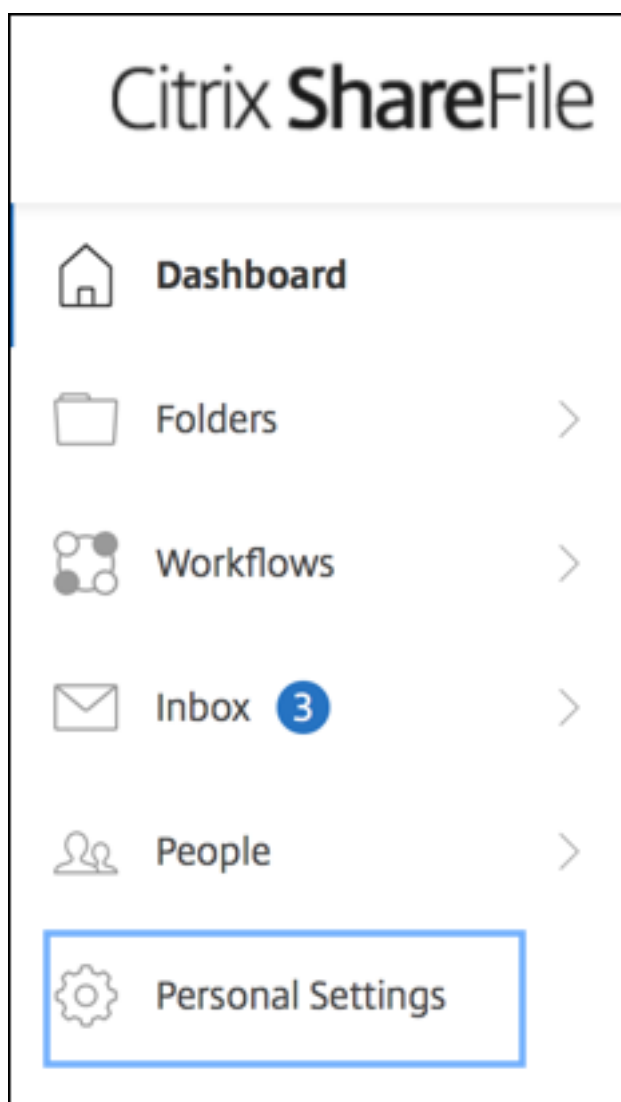 Citrix ShareFile
Dashboard
Folders
Workflows
Inbox 3
People
Personal Settings